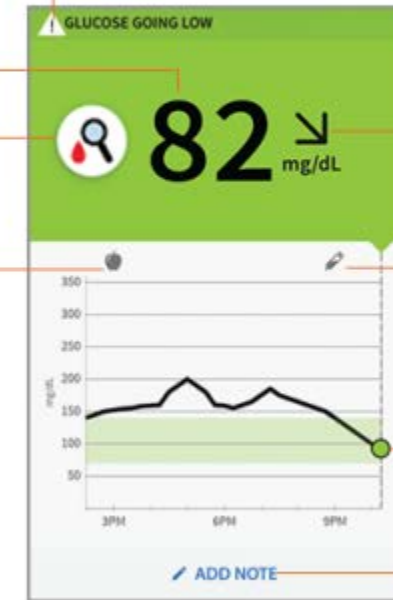 GLUCOSE GOING LOW
82
mg/dL
350
300
250
200
150
100
50
mg/dL
3PM
6PM
9PM
ADD NOTE